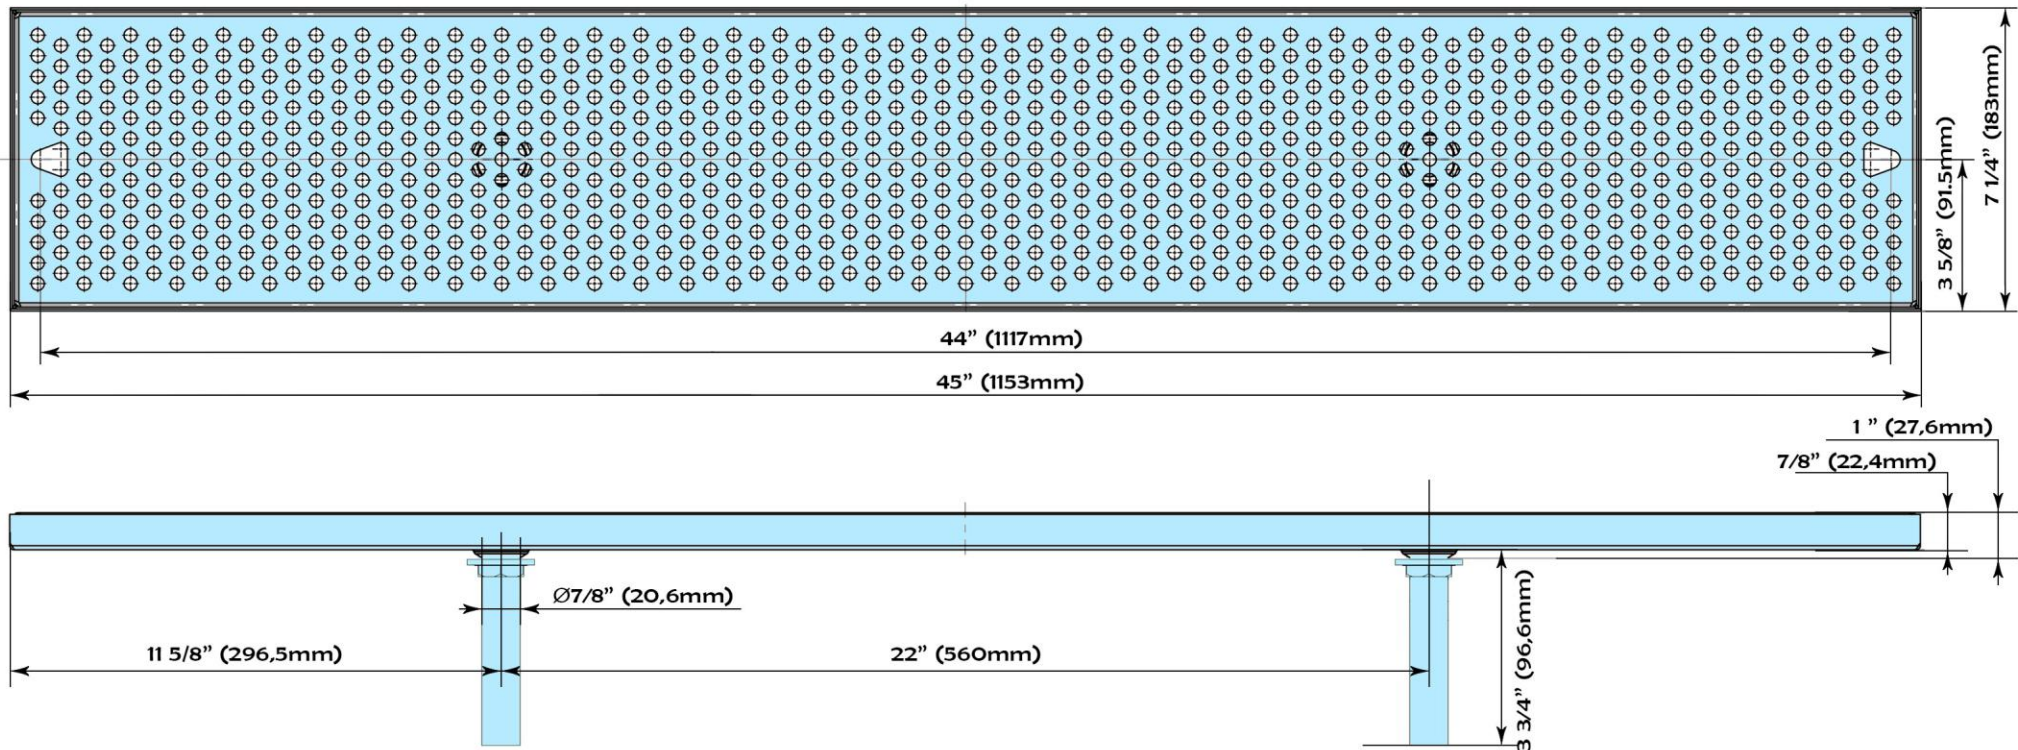 7 1/4” (183mm)
3 5/8” (91.5mm)
44” (1117mm)
45” (1153mm)
1 ” (27,6mm)
7/8” (22,4mm)
Ø7/8” (20,6mm)
11 5/8” (296,5mm)
22” (560mm)
3 3/4” (96,6mm)